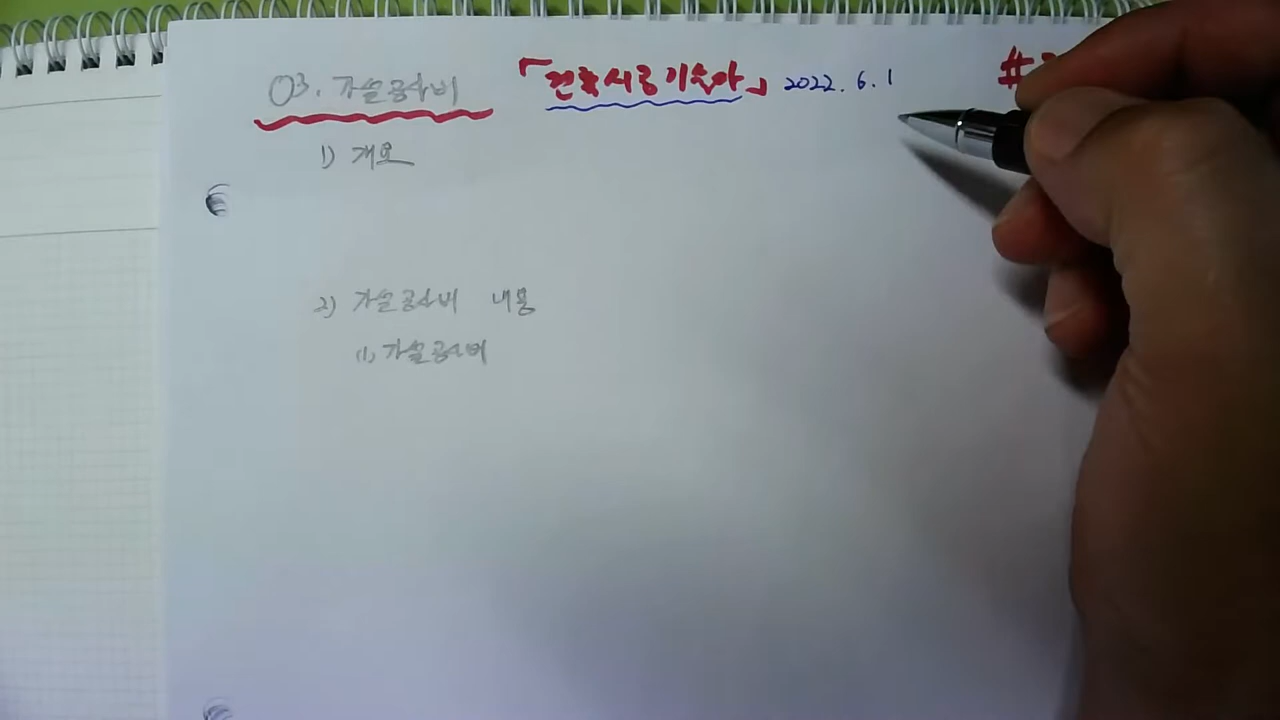 03. 가설공사비 「건축시공기술사」 2022. 6. 1 #
1) 개요
2) 가설공사비 내용
(1) 가설공사비